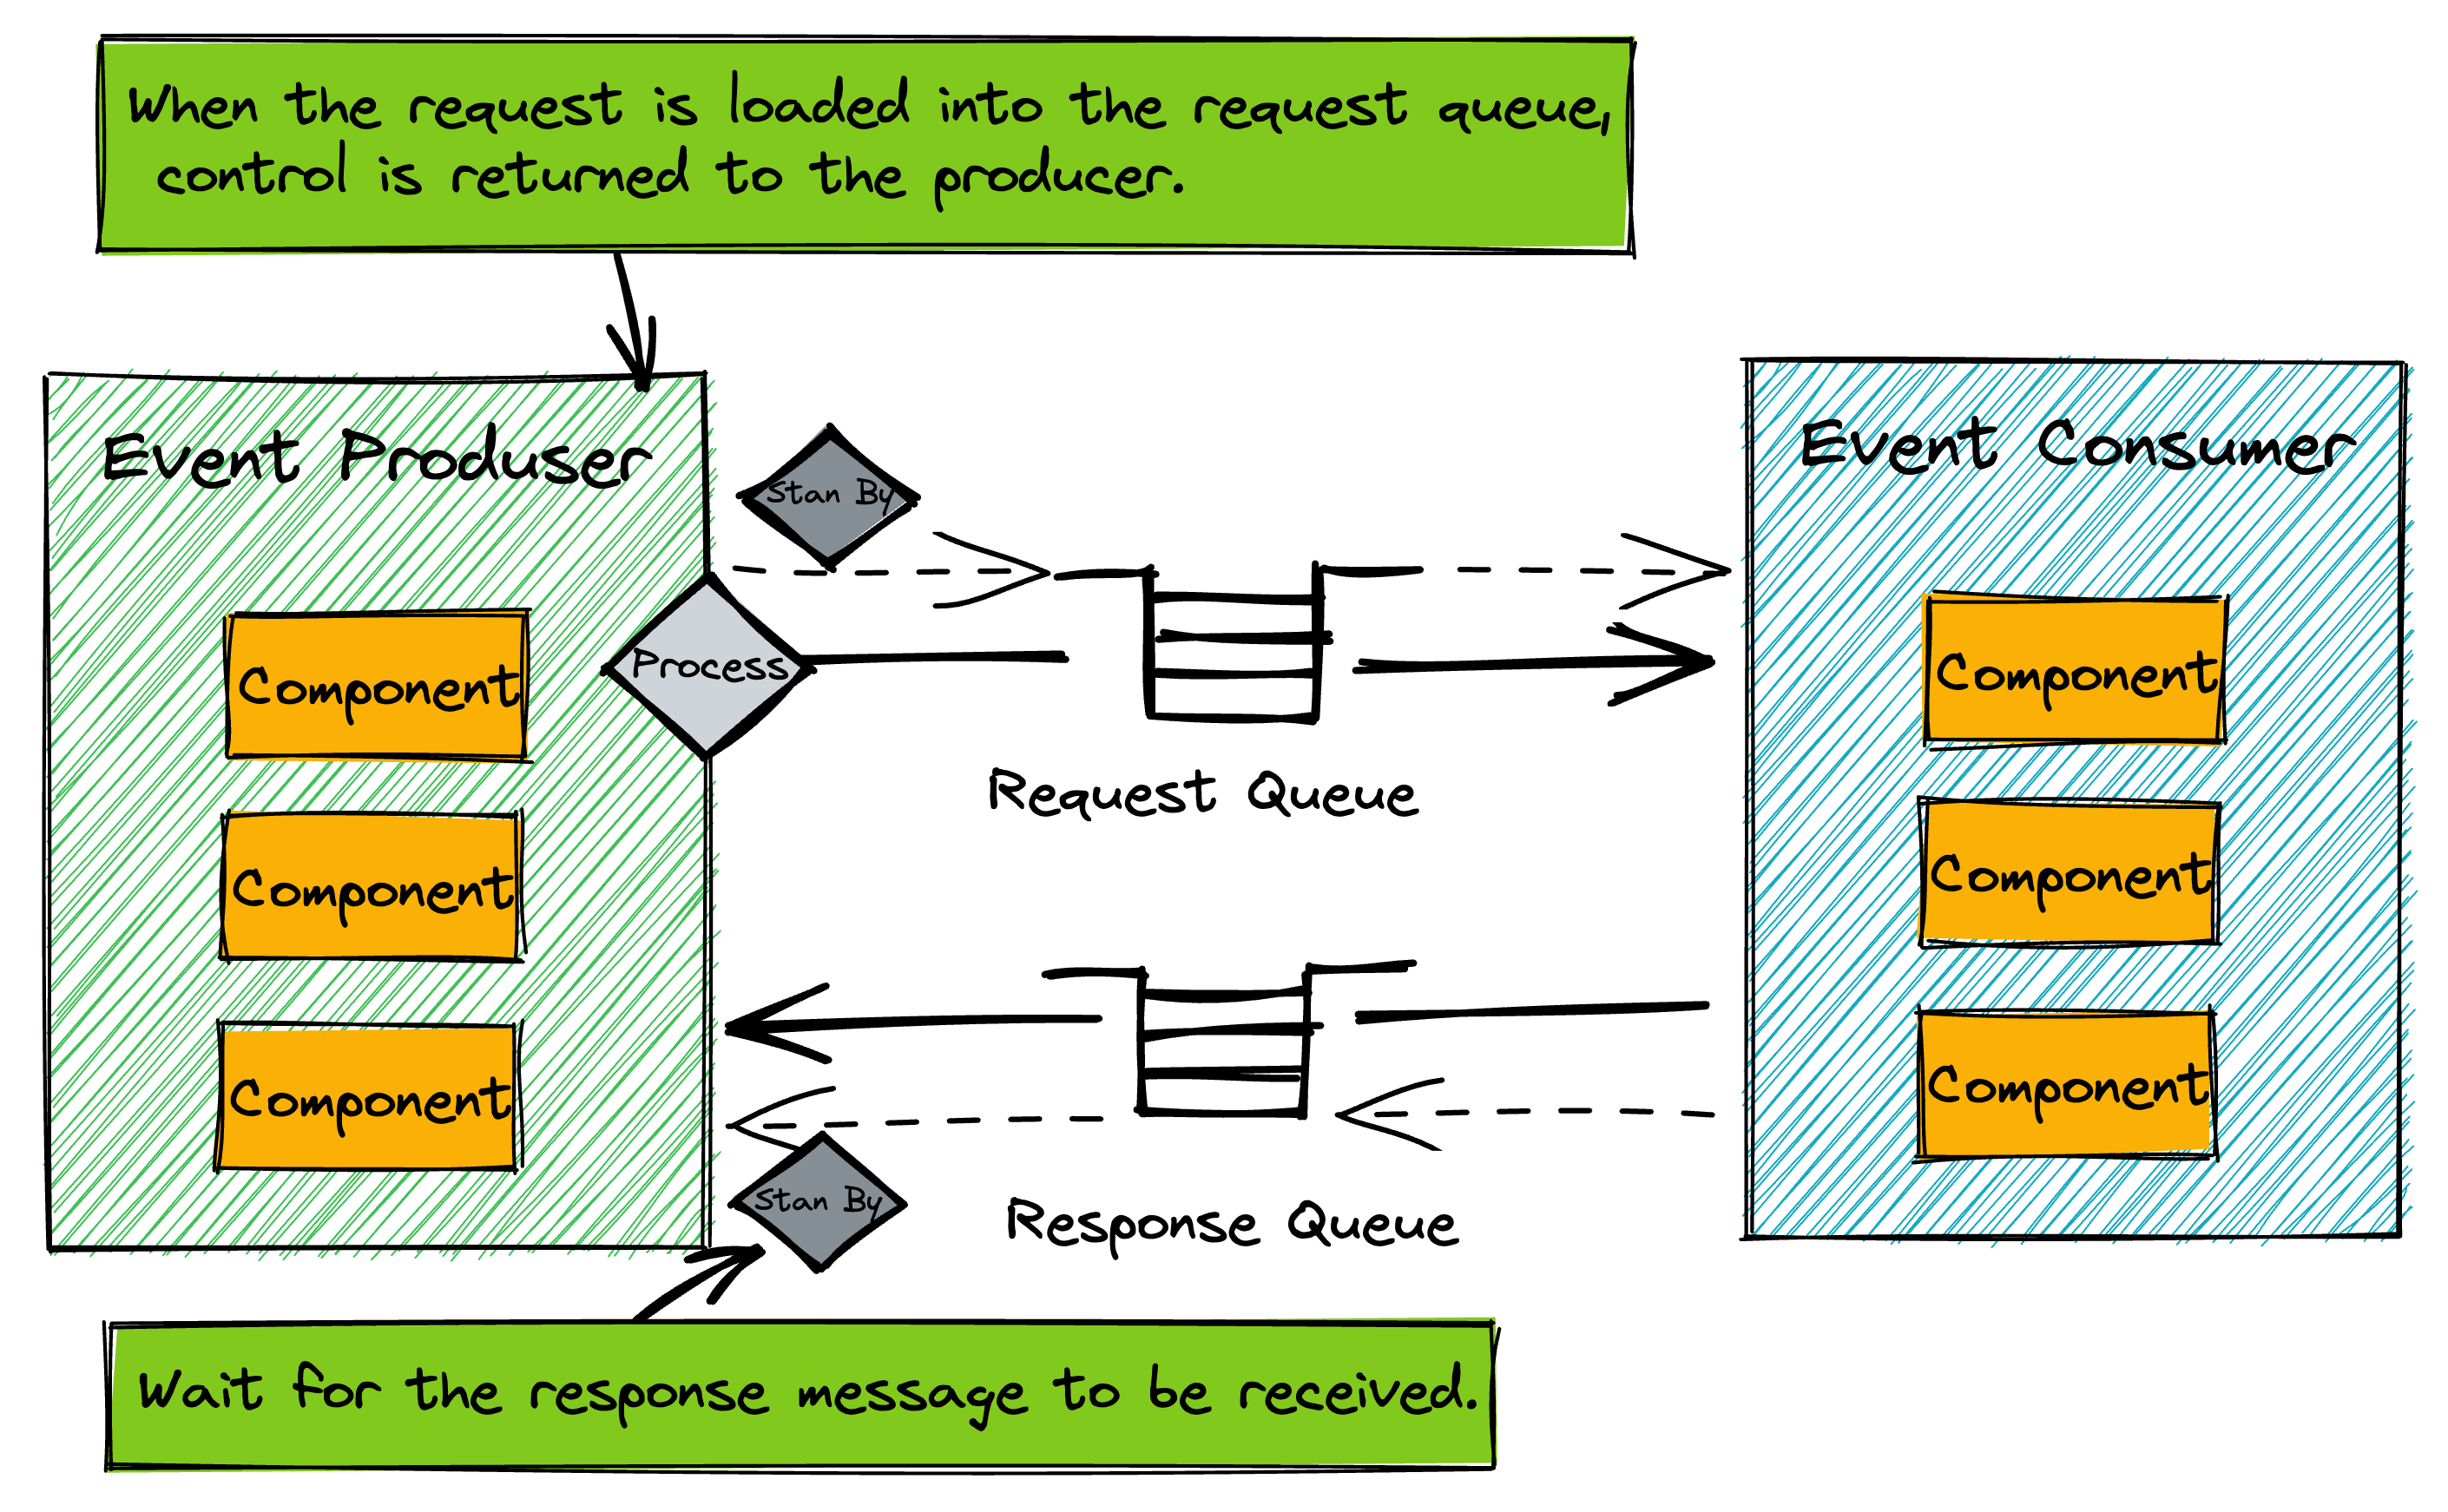 When the request is loaded into the request queue,
control is returned to the producer.
Event Produser
Event Consumer
Stan By
Process
Component
Component
Component
Request Queue
Component
Component
Component
Stan By
Response Queue
Wait for the response message to be received.